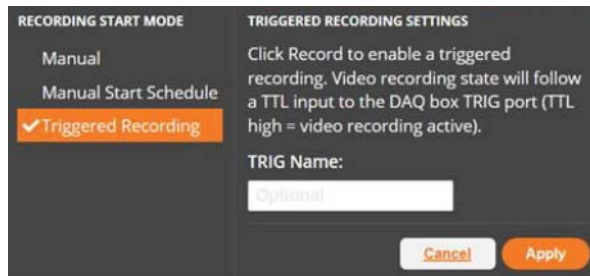 RECORDING START MODE
Manual
Manual Start Schedule
Triggered Recording
TRIGGERED RECORDING SETTINGS
Click Record to enable a triggered
recording. Video recording state will follow
a TTL input to the DAQ box TRIG port (TTL
high = video recording active).
TRIG Name:
Optional
Cancel
Apply